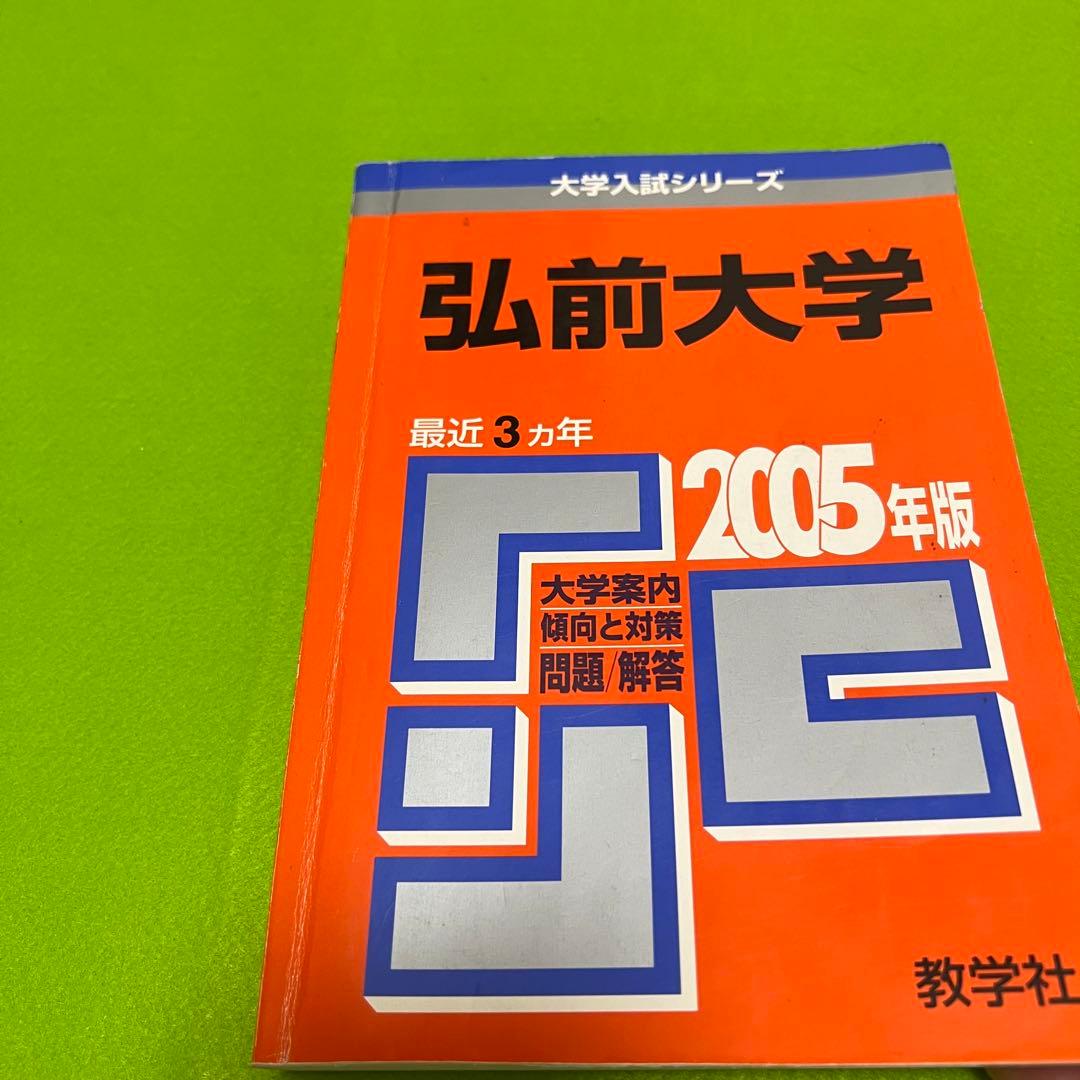 大学入試シリーズ
弘前大学
最近3ヵ年
2005年版
大学案内
傾向と対策
問題/解答
教学社